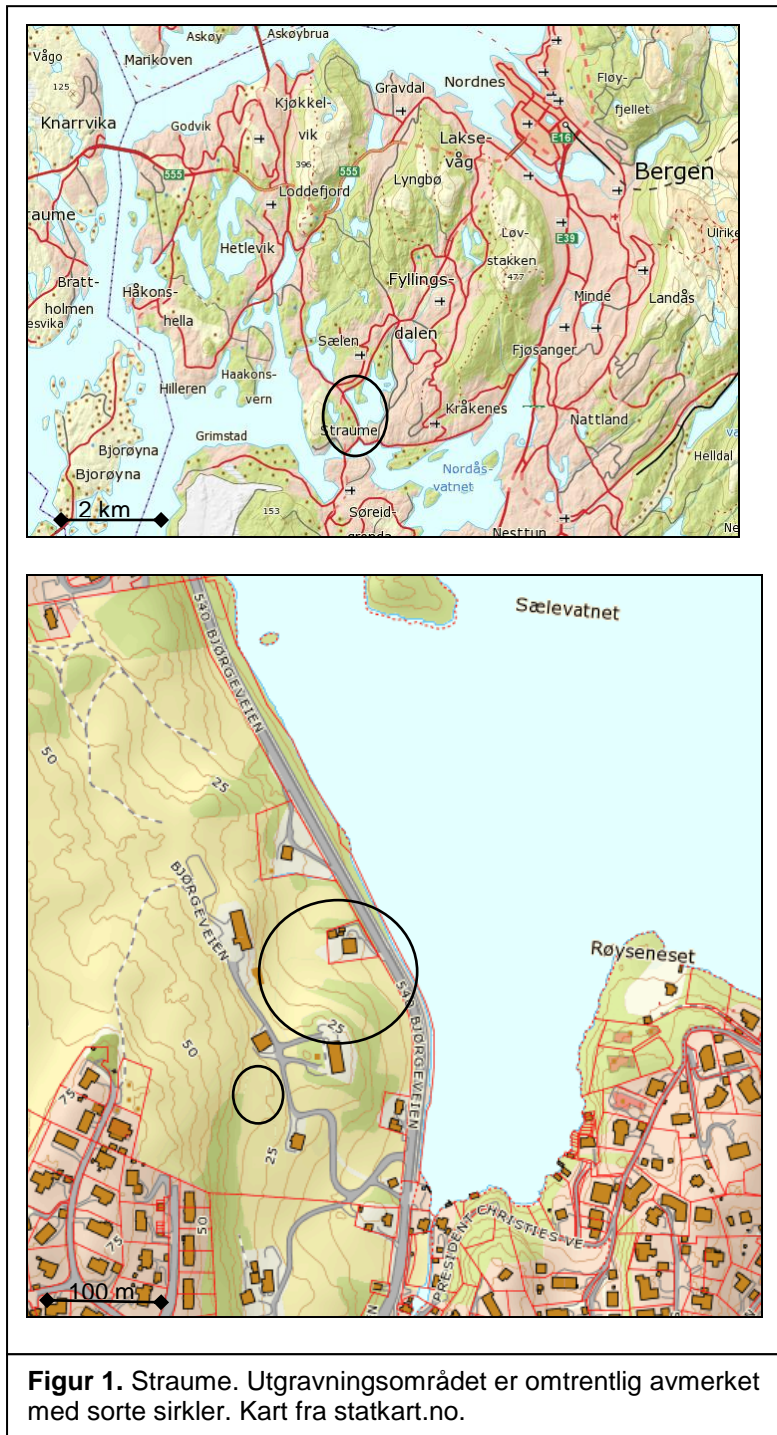 Askøy
Askøybrua
Vågo
Marikoven
125
Nordnes
Fløy-
fjellet
Kjøkkel-
vik
Gravdal
Knarrvika
Godvik
396
Lakse-
våg
E16
Bergen
555
555
Loddefjord
Lyngbø
raume
Hetlevik
Løv-
stakken
477
E39
Ulrike
Bratt-
holmen
esvika
Håkons-
hella
Fyllings-
dalen
Minde
Landås
Sælen
Fjøsanger
Hilleren
Haakons-
vern
Straume
Kråkenes
Nattland
Grimstad
Bjorøyna
Bjorøyna
Nordås-
vatnet
Helldal
2 km
153
Søreid-
grenda
Nesttun
Sælevatnet
540 BJØRGEVEIEN
50
25
BJØRGEVEIEN
Røyseneset
540 BJØRGEVEIEN
25
50
75
25
50
75
PRESIDENT CHRISTIES VE
100 m
Figur 1. Straume. Utgravningsområdet er omtrentlig avmerket
med sorte sirkler. Kart fra statkart.no.